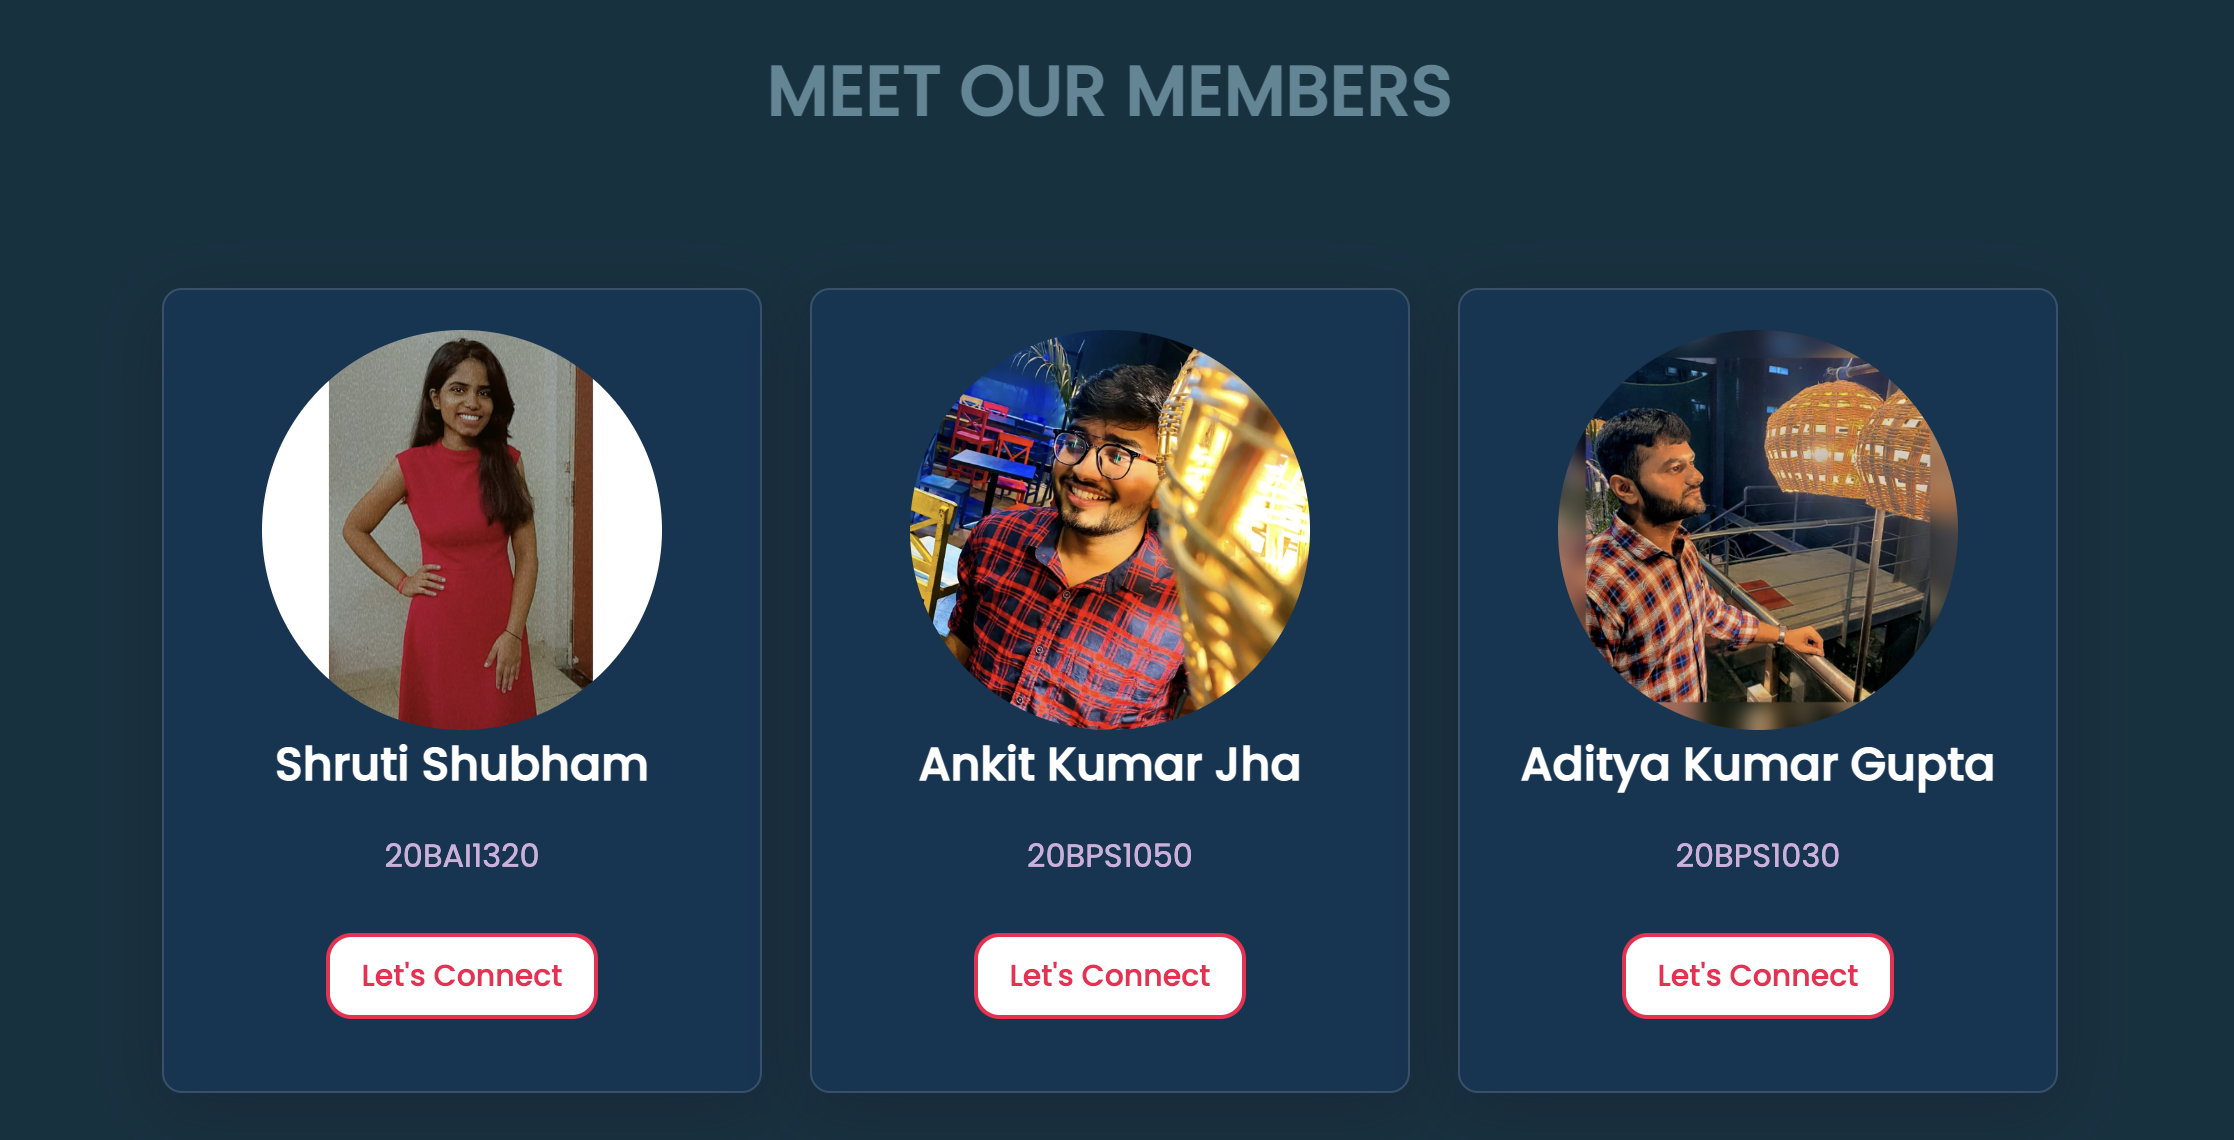 MEET OUR MEMBERS
Shruti Shubham
20BAI1320
Let's Connect
Ankit Kumar Jha
20BPS1050
Let's Connect
Aditya Kumar Gupta
20BPS1030
Let's Connect